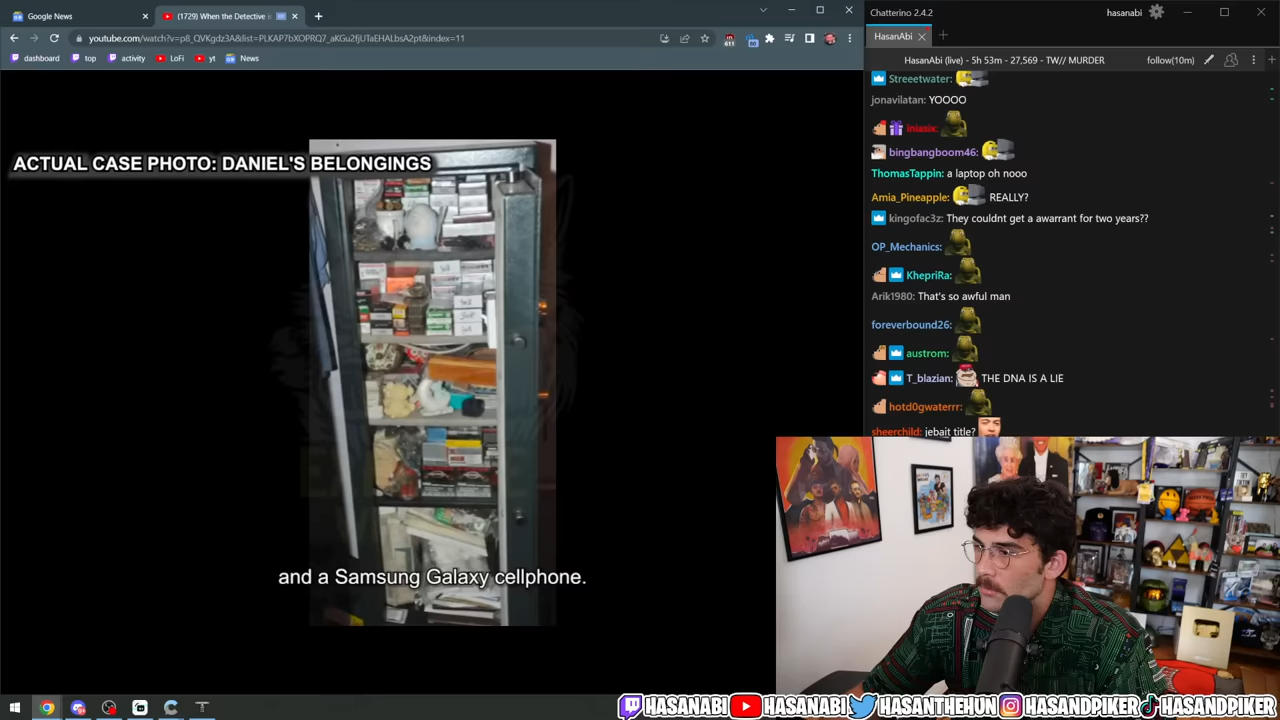 Google News
(1729) When the Detective is
youtube.com/watch?v=p8_QVKgdz3A&list=PLKAP7bXOPRQ7_aKGu2fjUTaEHALbsA2pt&index=11
dashboard
top
activity
LoFi
yt
News
ACTUAL CASE PHOTO: DANIEL'S BELONGINGS
and a Samsung Galaxy cellphone.
Chatterino 2.4.2
hasanabi
HasanAbi
HasanAbi (live) - 5h 53m - 27,569 - TW// MURDER
follow(10m)
Streeetwater:
jonavilatan: YOOOO
iniasix:
bingbangboom46:
ThomasTappin: a laptop oh nooo
Amia_Pineapple: REALLY?
kingofac3z: They couldnt get a awarrant for two years??
OP_Mechanics:
KhepriRa:
Arik1980: That's so awful man
foreverbound26:
austrom:
T_blazian: THE DNA IS A LIE
hotd0gwaterrr:
sheerchild: jebait title?
HASANABI
HASANABI
HASANTHEHUN
HASANDPIKER
HASANDPIKER